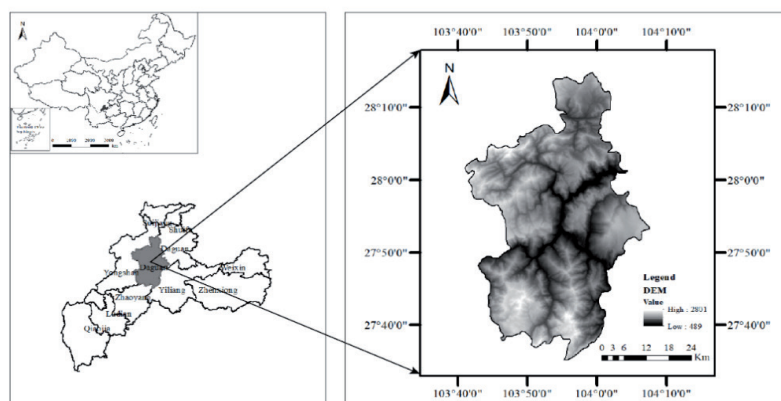 N
km
Shuifu
Daguan
Daguan
Weixin
Yongshan
Yiliang
Zhenxiong
Zhaoyang
Ludian
Qiaojia
103°40'0" 103°50'0" 104°0'0" 104°10'0"
N
28°10'0" 28°10'0"
28°0'0" 28°0'0"
27°50'0" 27°50'0"
27°40'0" 27°40'0"
Legend
DEM
Value
High : 2801
Low : 489
0 3 6 12 18 24
Km
103°40'0" 103°50'0" 104°0'0" 104°10'0"